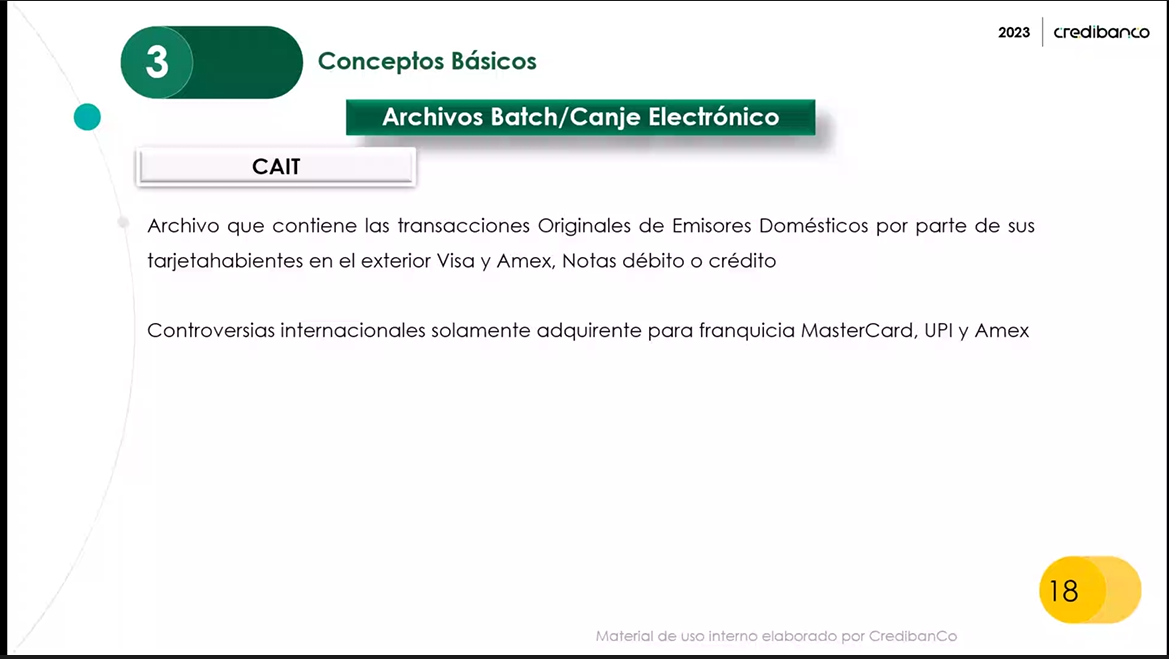 2023 credibanco
3 Conceptos Básicos
Archivos Batch/Canje Electrónico
CAIT
Archivo que contiene las transacciones Originales de Emisores Domésticos por parte de sus
tarjetahabientes en el exterior Visa y Amex, Notas débito o crédito
Controversias internacionales solamente adquirente para franquicia MasterCard, UPI y Amex
18
Material de uso interno elaborado por CredibanCo